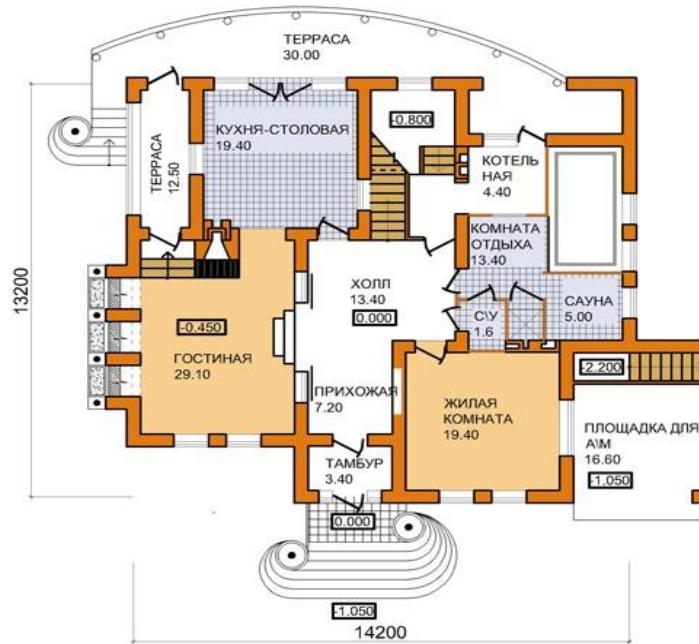 ТЕРРАСА
30.00
-0.800
КУХНЯ-СТОЛОВАЯ
19.40
КОТЕЛЬ
НАЯ
4.40
ТЕРРАСА
12.50
КОМНАТА
ОТДЫХА
13.40
13200
ХОЛЛ
13.40
0.000
САУНА
5.00
С\У
1.6
-0.450
ГОСТИНАЯ
29.10
-2.200
ПРИХОЖАЯ
7.20
ЖИЛАЯ
КОМНАТА
19.40
ПЛОЩАДКА ДЛЯ
А\М
16.60
-1.050
ТАМБУР
3.40
0.000
-1.050
14200